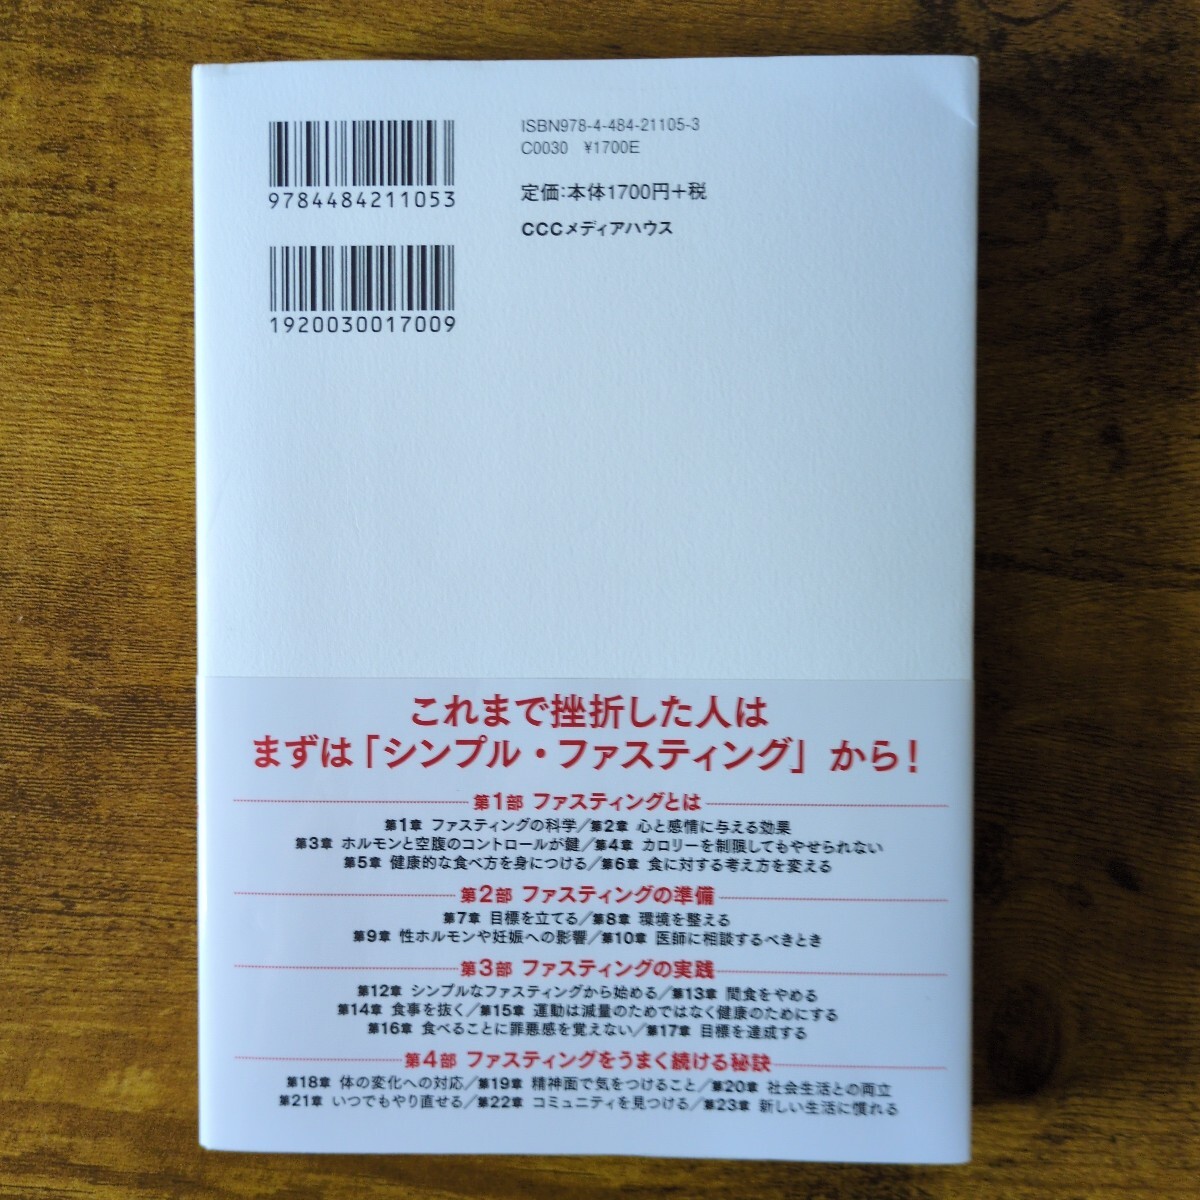 ISBN978-4-484-21105-3
C0030 ¥1700E
9784484211053
定価:本体1700円+税
CCCメディアハウス
1920030017009
これまで挫折した人は
まずは「シンプル・ファスティング」から!
第1部 ファスティングとは
第1章 ファスティングの科学/第2章 心と感情に与える効果
第3章 ホルモンと空腹のコントロールが鍵/第4章 カロリーを制限してもやせられない
第5章 健康的な食べ方を身につける/第6章 食に対する考え方を変える
第2部 ファスティングの準備
第7章 目標を立てる/第8章 環境を整える
第9章 性ホルモンや妊娠への影響/第10章 医師に相談するべきとき
第3部 ファスティングの実践
第12章 シンプルなファスティングから始める/第13章 間食をやめる
第14章 食事を抜く/第15章 運動は減量のためではなく健康のためにする
第16章 食べることに罪悪感を覚えない/第17章 目標を達成する
第4部 ファスティングをうまく続ける秘訣
第18章 体の変化への対応/第19章 精神面で気をつけること/第20章 社会生活との両立
第21章 いつでもやり直せる/第22章 コミュニティを見つける/第23章 新しい生活に慣れる